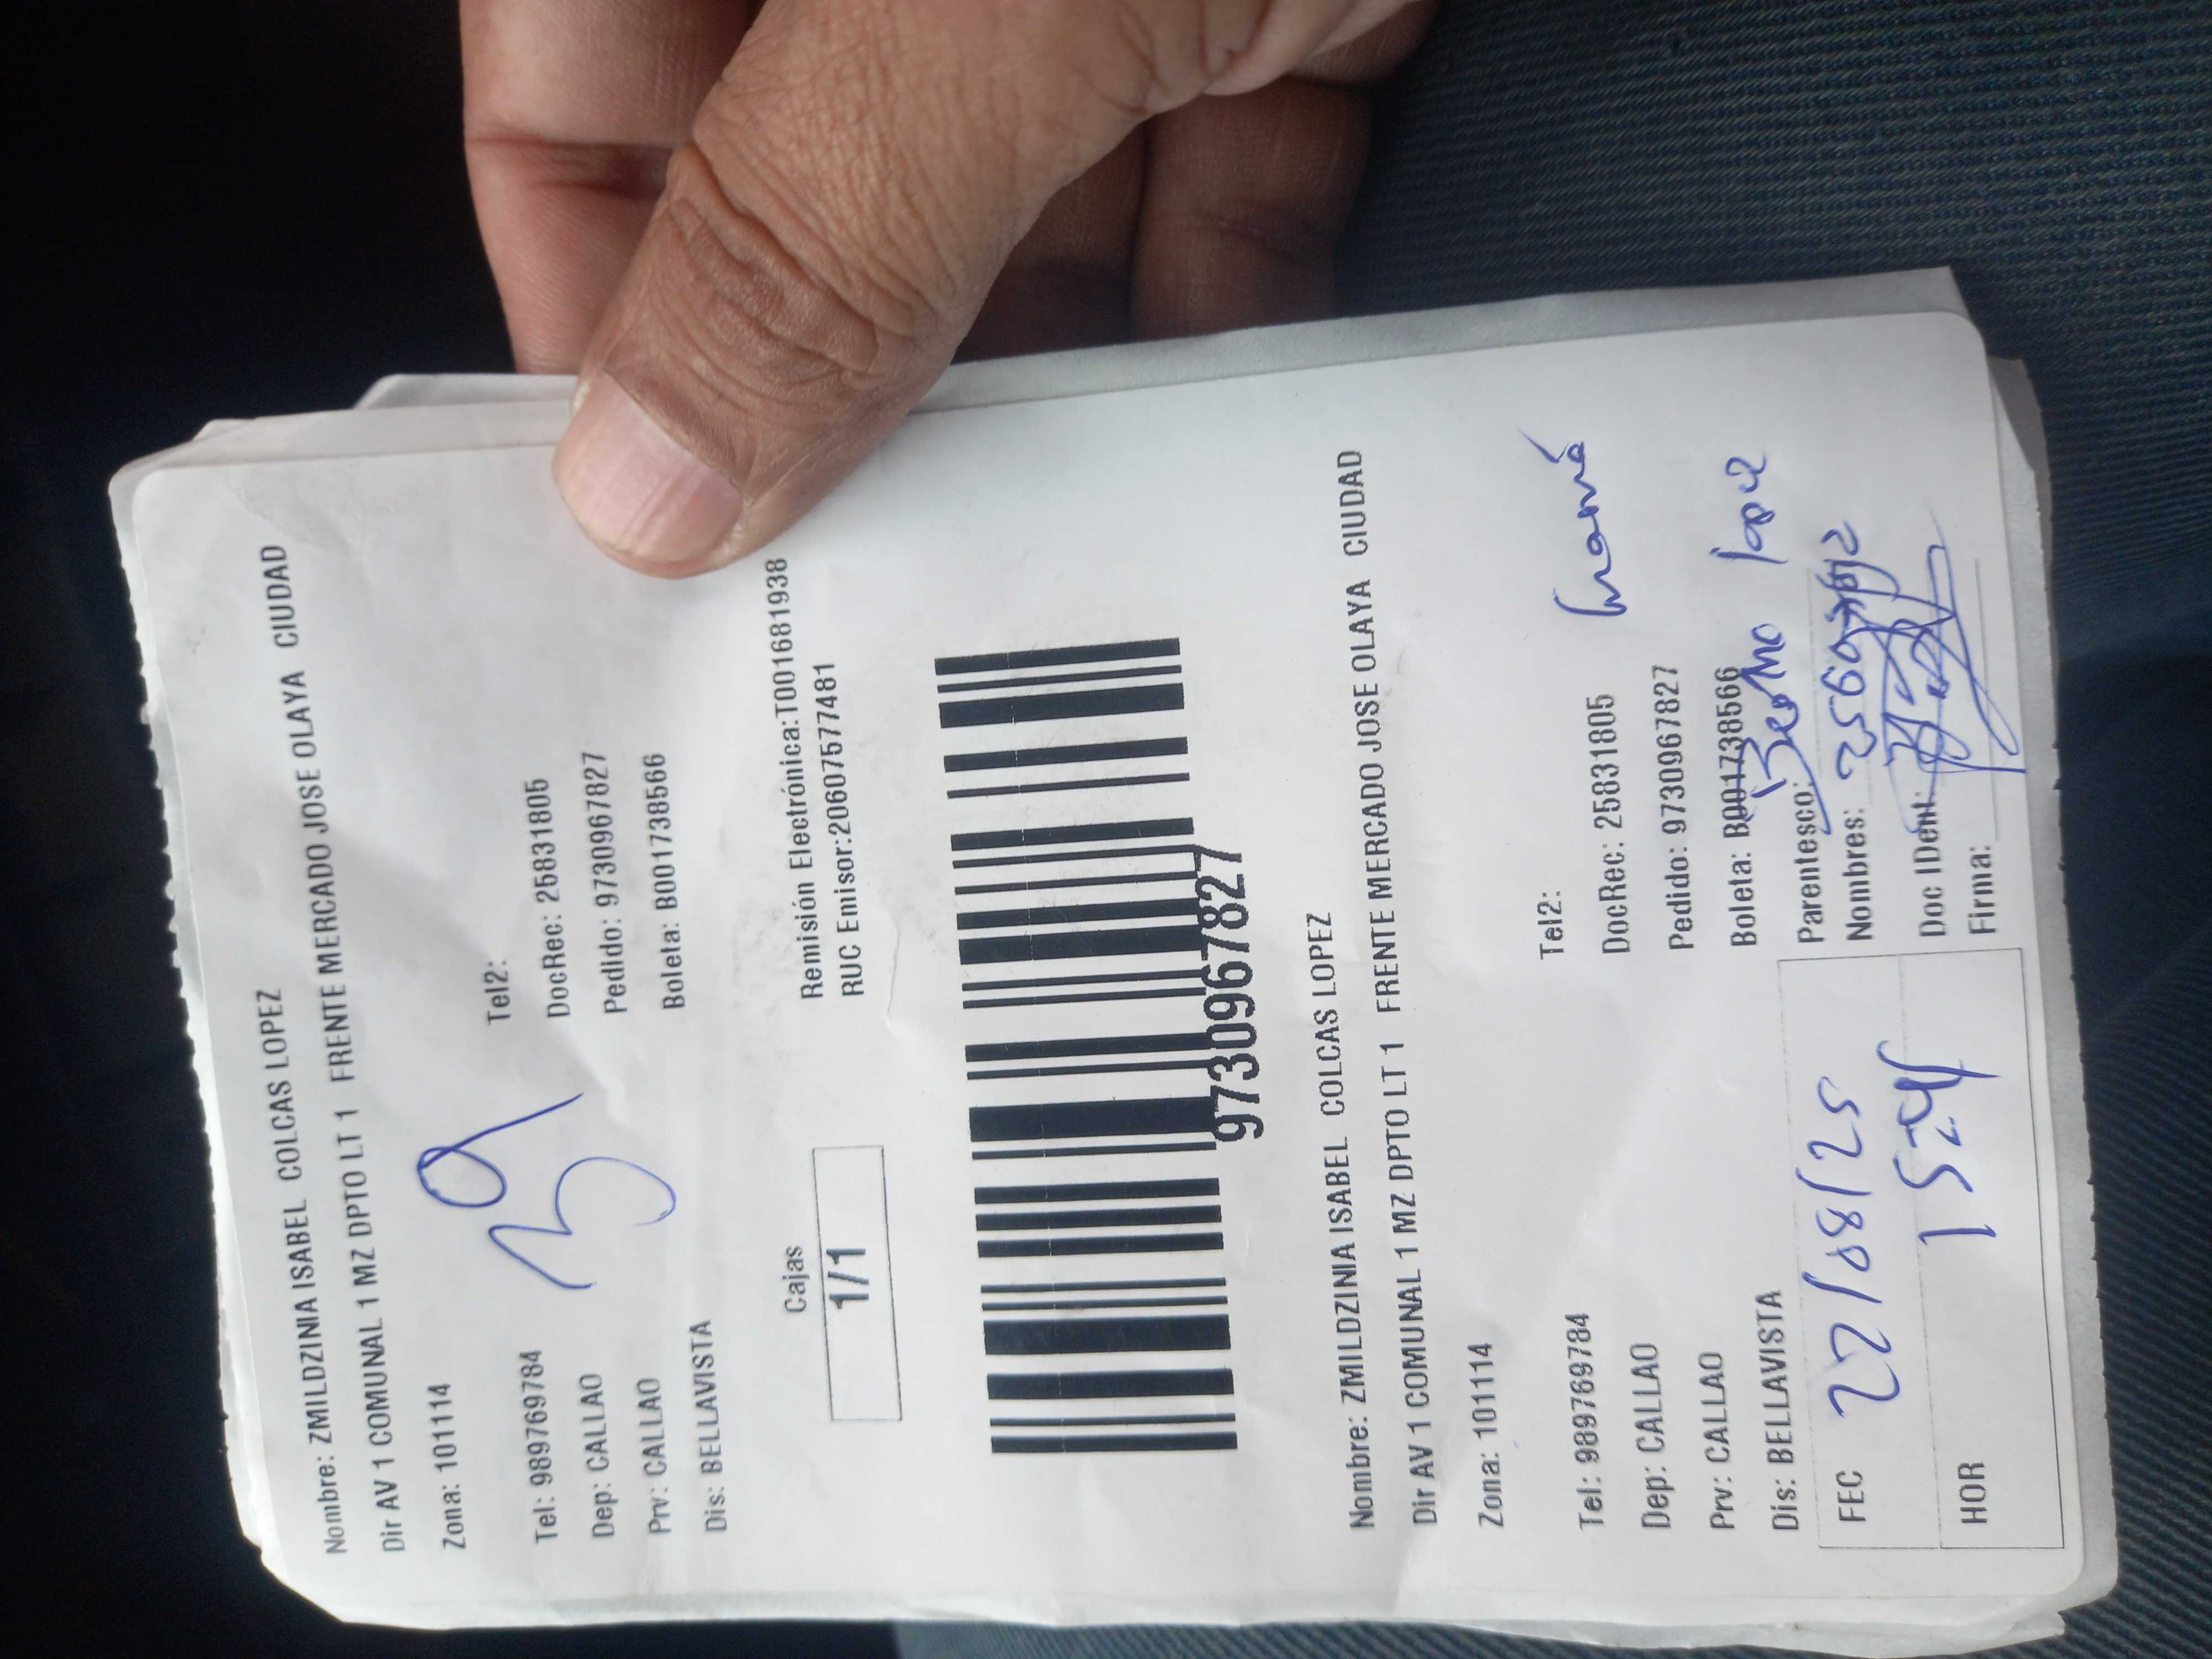 Nombre: ZMILDZINIA ISABEL COLCAS LOPEZ
Dir AV 1 COMUNAL 1 MZ DPTO LT 1 FRENTE MERCADO JOSE OLAYA CIUDAD
Zona: 101114
Tel: 989769784 Tel2:
Dep: CALLAO DocRec: 25831805
Prv: CALLAO Pedido: 9730967827
Dis: BELLAVISTA Boleta: B001738566
Cajas
1/1
Remisión Electrónica:T001681938
RUC Emisor:20607577481
9730967827
Nombre: ZMILDZINIA ISABEL COLCAS LOPEZ
Dir AV 1 COMUNAL 1 MZ DPTO LT 1 FRENTE MERCADO JOSE OLAYA CIUDAD
Zona: 101114
Tel: 989769784 Tel2:
Dep: CALLAO DocRec: 25831805
Prv: CALLAO Pedido: 9730967827
Dis: BELLAVISTA Boleta: B001738566
mamá
FEC 22/08/25
HOR
Parentesco:
Nombres:
Doc IDent:
Firma: